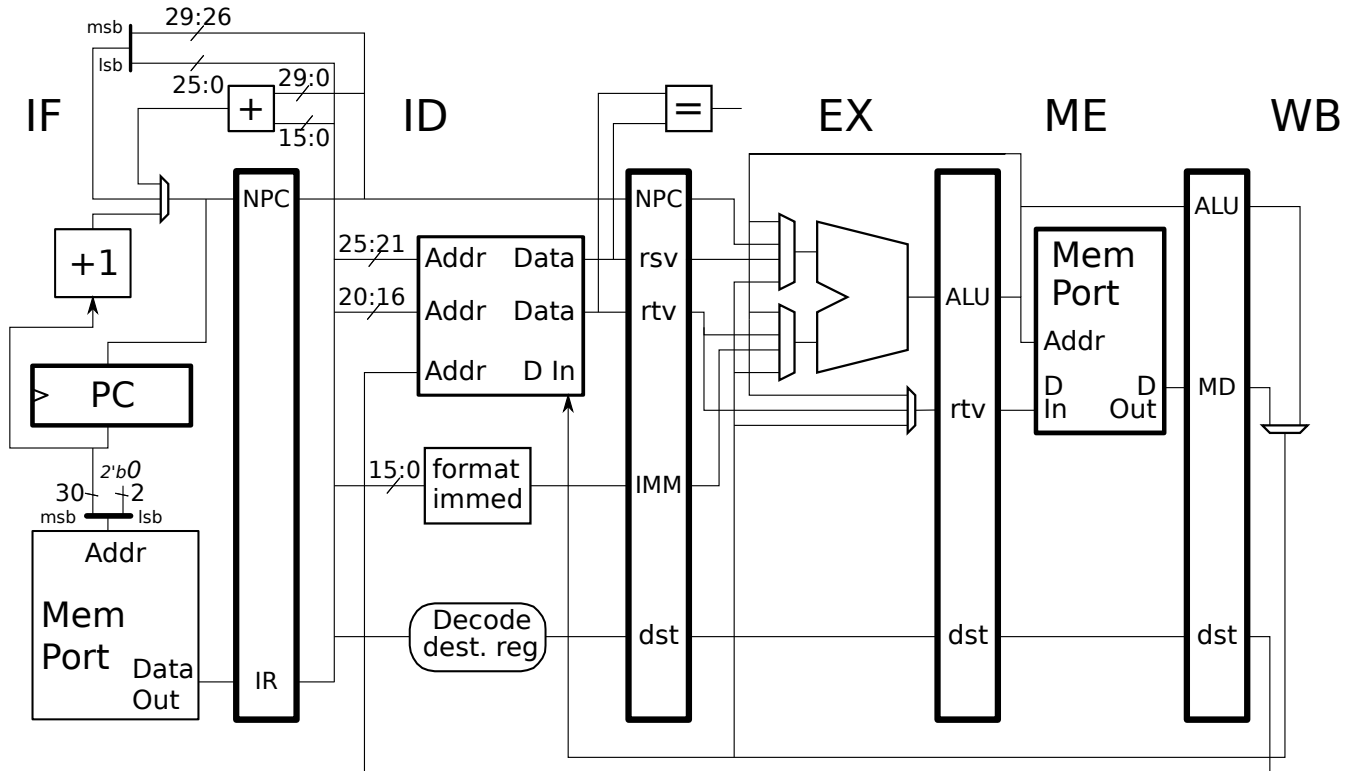 29:26
msb
lsb
25:0
29:0
+
15:0
=
IF
ID
EX
ME
WB
NPC
NPC
ALU
+1
25:21
Addr
Data
rsv
20:16
Addr
Data
rtv
Mem
Port
ALU
Addr
Addr
D In
PC
D
In
D
Out
MD
rtv
2'b0
30
2
msb
lsb
15:0
format
immed
IMM
Addr
Mem
Port
Data
Out
IR
Decode
dest. reg
dst
dst
dst